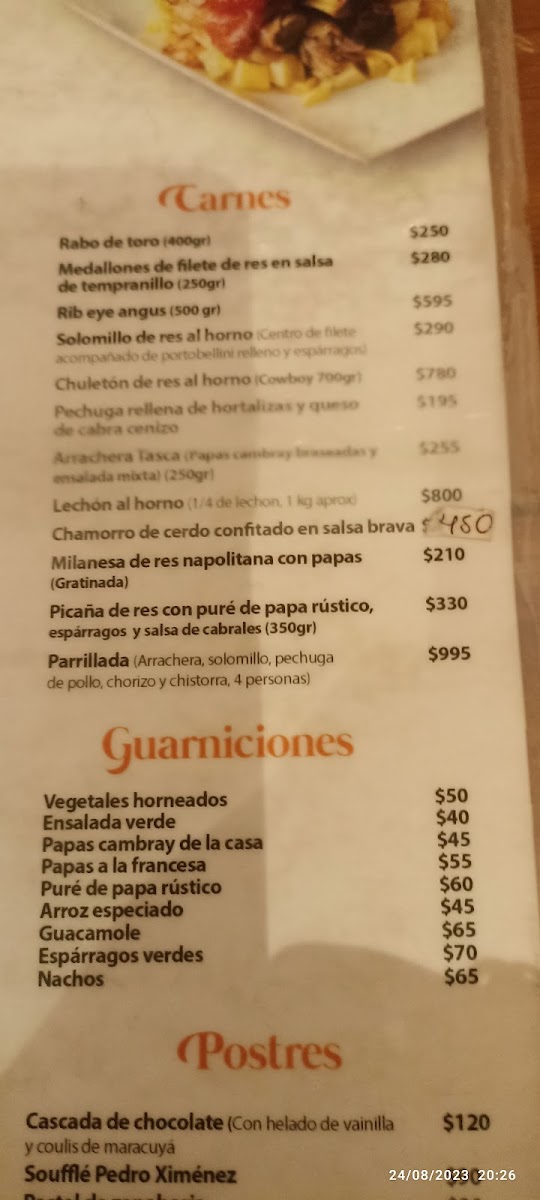 Carnes
Rabo de toro (400gr) $250
Medallones de filete de res en salsa $280
de tempranillo (250gr)
Rib eye angus (500 gr) $595
Solomillo de res al horno (Centro de filete $290
acompañado de portobellini relleno y espárragos)
Chuletón de res al horno (Cowboy 700gr) $780
Pechuga rellena de hortalizas y queso $195
de cabra cenizo
Arrachera Tasca (Papas cambray braseadas y $255
ensalada mixta) (250gr)
Lechón al horno (1/4 de lechon, 1 kg aprox) $800
Chamorro de cerdo confitado en salsa brava $ 480
Milanesa de res napolitana con papas $210
(Gratinada)
Picaña de res con puré de papa rústico, $330
espárragos y salsa de cabrales (350gr)
Parrillada (Arrachera, solomillo, pechuga $995
de pollo, chorizo y chistorra, 4 personas)
Guarniciones
Vegetales horneados $50
Ensalada verde $40
Papas cambray de la casa $45
Papas a la francesa $55
Puré de papa rústico $60
Arroz especiado $45
Guacamole $65
Espárragos verdes $70
Nachos $65
Postres
Cascada de chocolate (Con helado de vainilla $120
y coulis de maracuyá
Soufflé Pedro Ximénez
24/08/2023 20:26